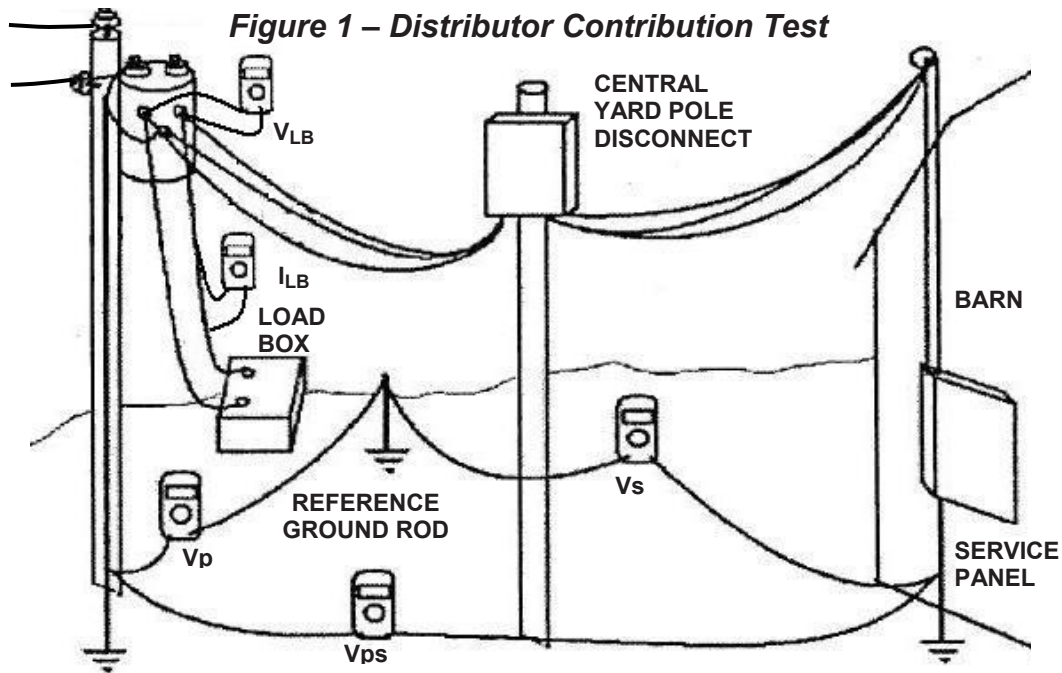 Figure 1 – Distributor Contribution Test
CENTRAL
YARD POLE
DISCONNECT
VLB
ILB
LOAD
BOX
BARN
Vs
REFERENCE
GROUND ROD
Vp
SERVICE
PANEL
Vps